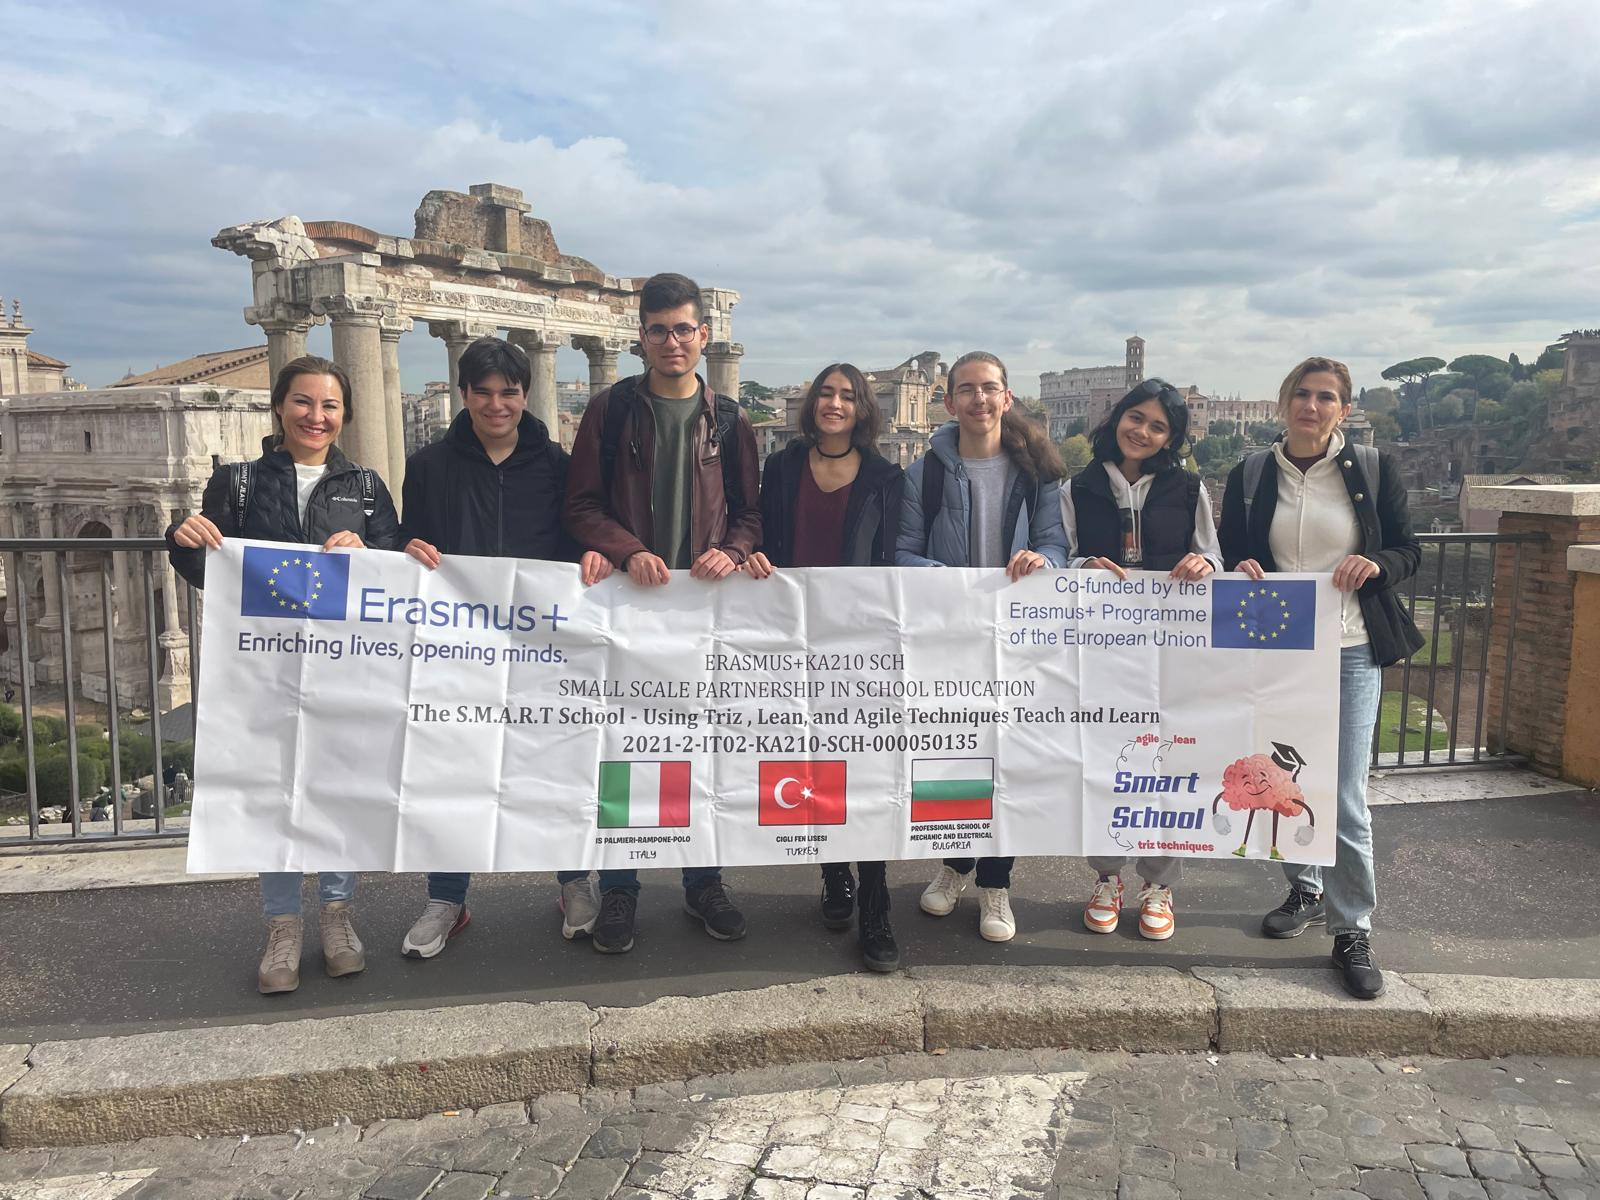 Erasmus+
Enriching lives, opening minds.
Co-funded by the
Erasmus+ Programme
of the European Union
ERASMUS+KA210 SCH
SMALL SCALE PARTNERSHIP IN SCHOOL EDUCATION
The S.M.A.R.T School - Using Triz , Lean, and Agile Techniques Teach and Learn
2021-2-IT02-KA210-SCH-000050135
IS PALMIERI-RAMPONE-POLO
ITALY
CIGLI FEN LISESI
TURKEY
PROFESSIONAL SCHOOL OF
MECHANIC AND ELECTRICAL
BULGARIA
agile lean
Smart
School
triz techniques
Columbia
TOMMY JEANS